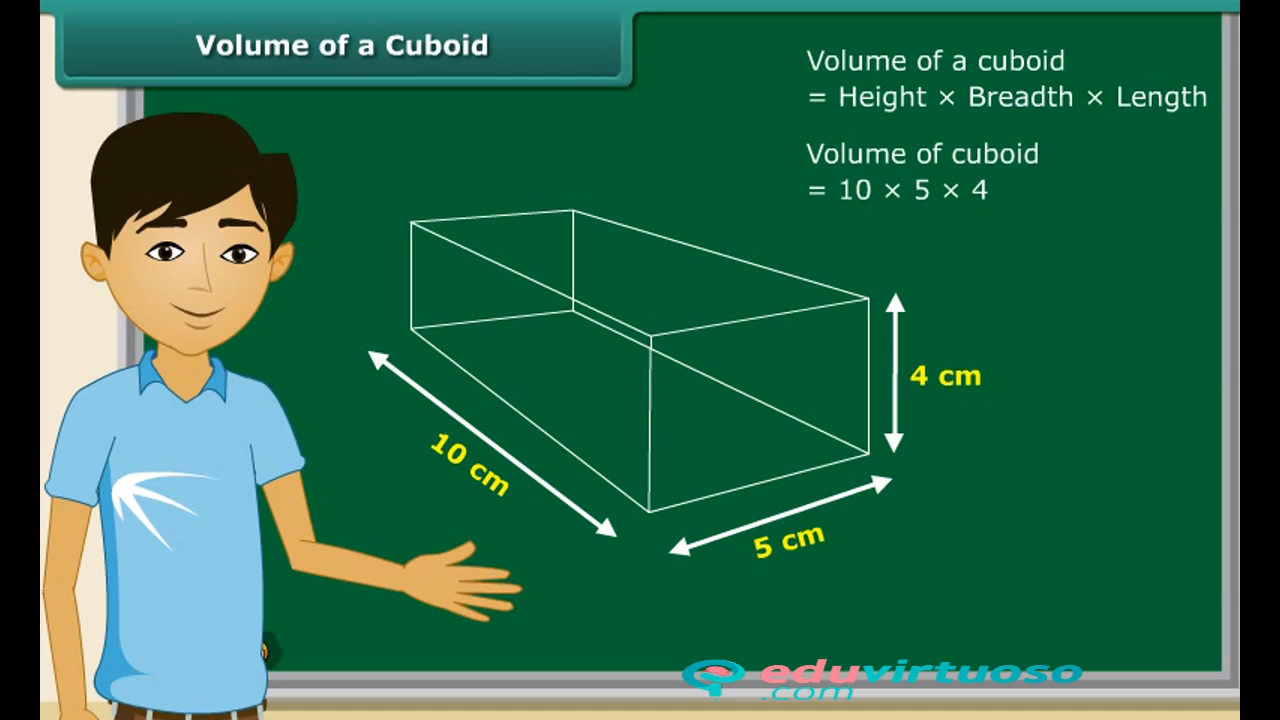 Volume of a Cuboid
Volume of a cuboid
= Height × Breadth × Length
Volume of cuboid
= 10 × 5 × 4
4 cm
10 cm
5 cm
eduvirtuoso
.com